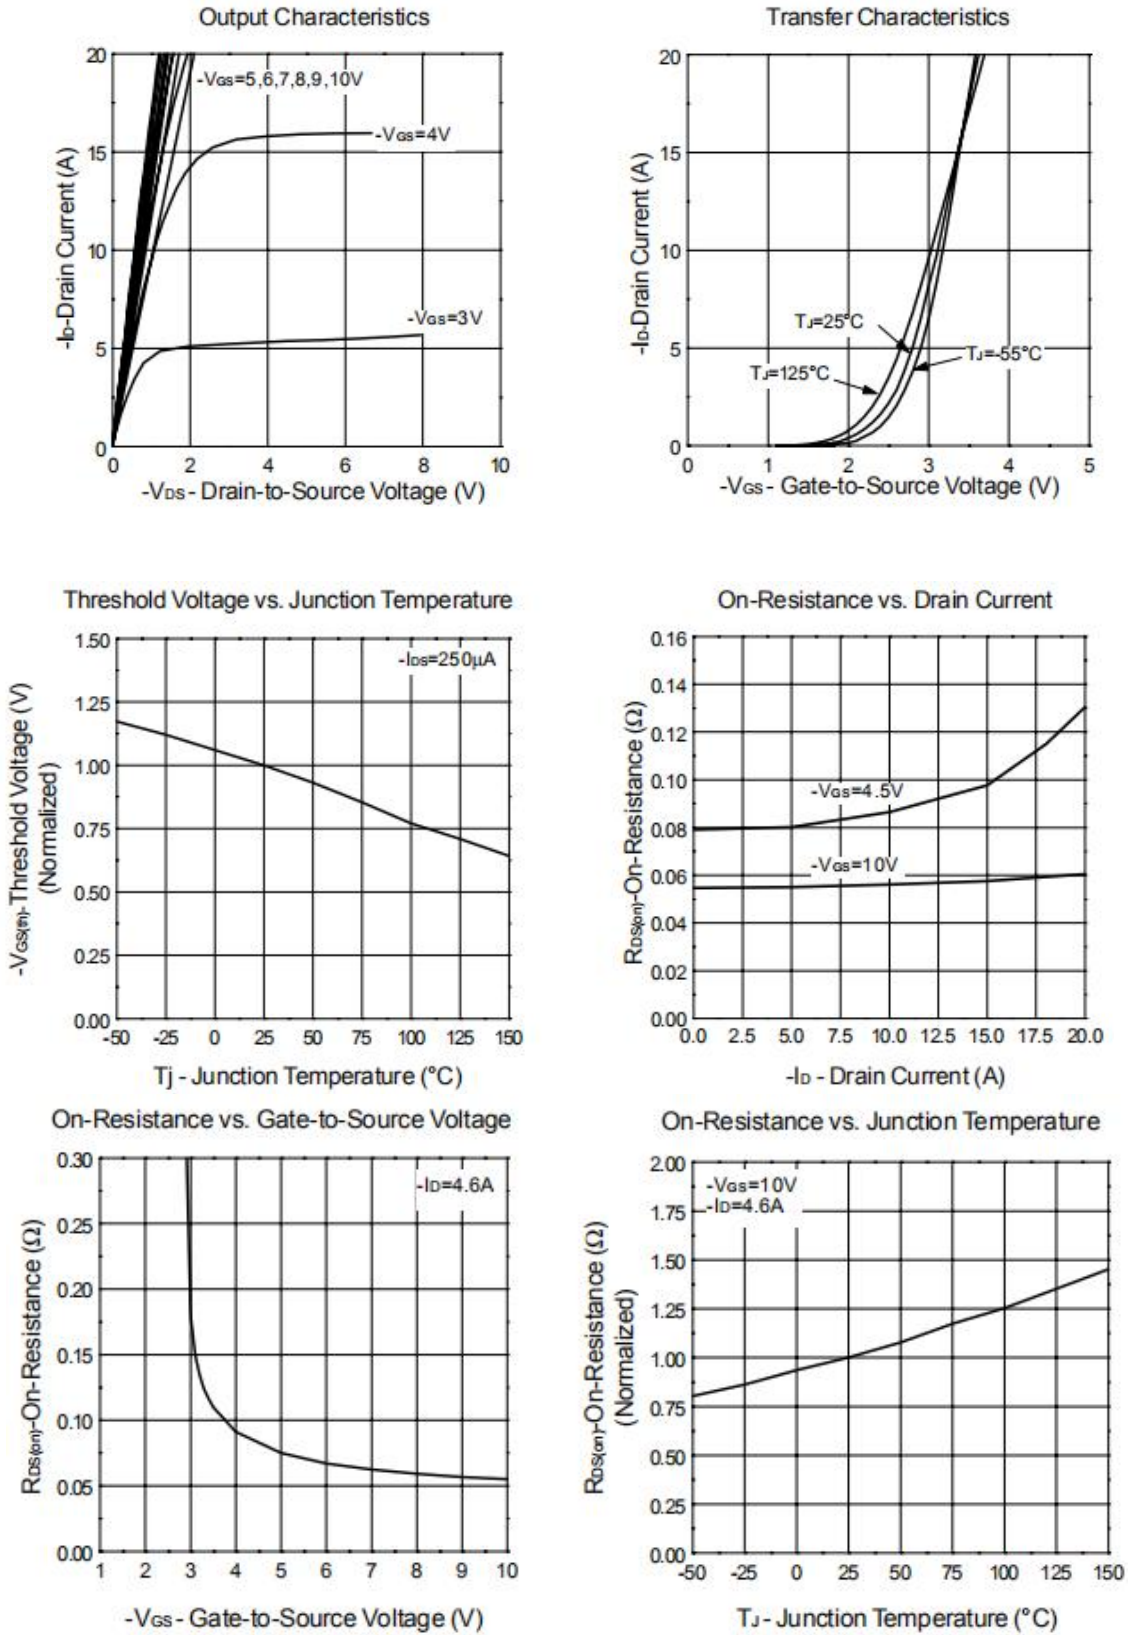 Output Characteristics
20
15
10
5
0
-ID-Drain Current (A)
-VGS=5,6,7,8,9,10V
-VGS=4V
-VGS=3V
0 2 4 6 8 10
-VDS - Drain-to-Source Voltage (V)
Transfer Characteristics
20
15
10
5
0
-ID-Drain Current (A)
TJ=25°C
TJ=-55°C
TJ=125°C
0 1 2 3 4 5
-VGS - Gate-to-Source Voltage (V)
Threshold Voltage vs. Junction Temperature
1.50
1.25
1.00
0.75
0.50
0.25
0.00
-VGS(th)-Threshold Voltage (V)
(Normalized)
-IDS=250μA
-50 -25 0 25 50 75 100 125 150
Tj - Junction Temperature (°C)
On-Resistance vs. Drain Current
0.16
0.14
0.12
0.10
0.08
0.06
0.04
0.02
0.00
RDS(on)-On-Resistance (Ω)
-VGS=4.5V
-VGS=10V
0.0 2.5 5.0 7.5 10.0 12.5 15.0 17.5 20.0
-ID - Drain Current (A)
On-Resistance vs. Gate-to-Source Voltage
0.30
0.25
0.20
0.15
0.10
0.05
0.00
RDS(on)-On-Resistance (Ω)
-ID=4.6A
1 2 3 4 5 6 7 8 9 10
-VGS - Gate-to-Source Voltage (V)
On-Resistance vs. Junction Temperature
2.00
1.75
1.50
1.25
1.00
0.75
0.50
0.25
0.00
RDS(on)-On-Resistance (Ω)
(Normalized)
-VGS=10V
-ID=4.6A
-50 -25 0 25 50 75 100 125 150
TJ - Junction Temperature (°C)